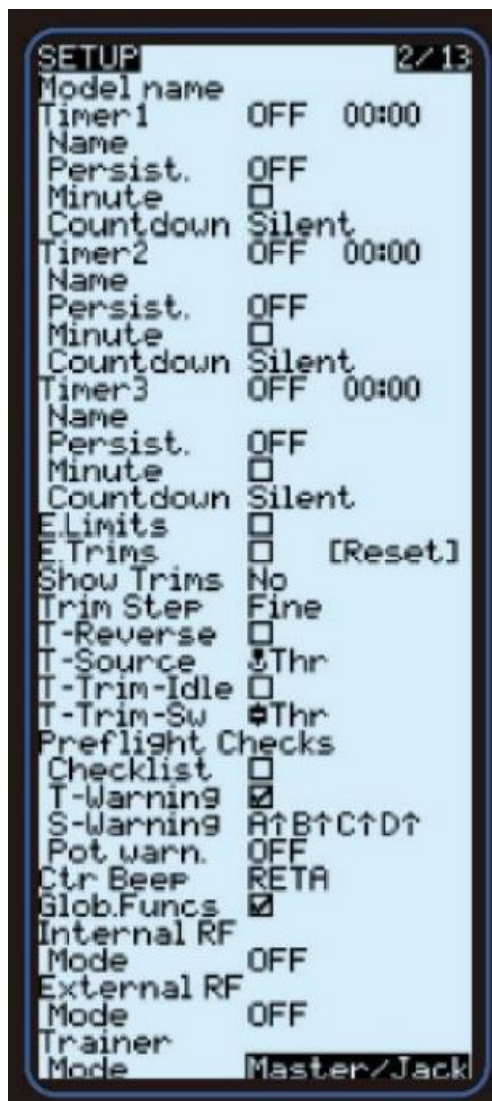 SETUP 2/13
Model name
Timer1 OFF 00:00
Name
Persist. OFF
Minute
Countdown Silent
Timer2 OFF 00:00
Name
Persist. OFF
Minute
Countdown Silent
Timer3 OFF 00:00
Name
Persist. OFF
Minute
Countdown Silent
E.Limits
E.Trims [Reset]
Show Trims No
Trim Step Fine
T-Reverse
T-Source Thr
T-Trim-Idle
T-Trim-Sw Thr
Preflight Checks
Checklist
T-Warning
S-Warning A↑B↑C↑D↑
Pot warn. OFF
Ctr Beep RETA
Glob.Funcs
Internal RF
Mode OFF
External RF
Mode OFF
Trainer
Mode Master/Jack